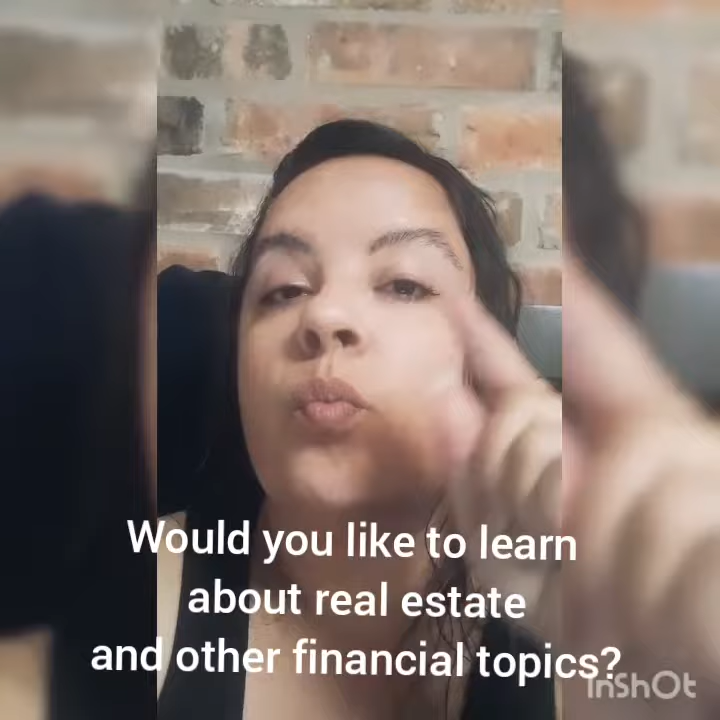 Would you like to learn
about real estate
and other financial topics?
InShOt